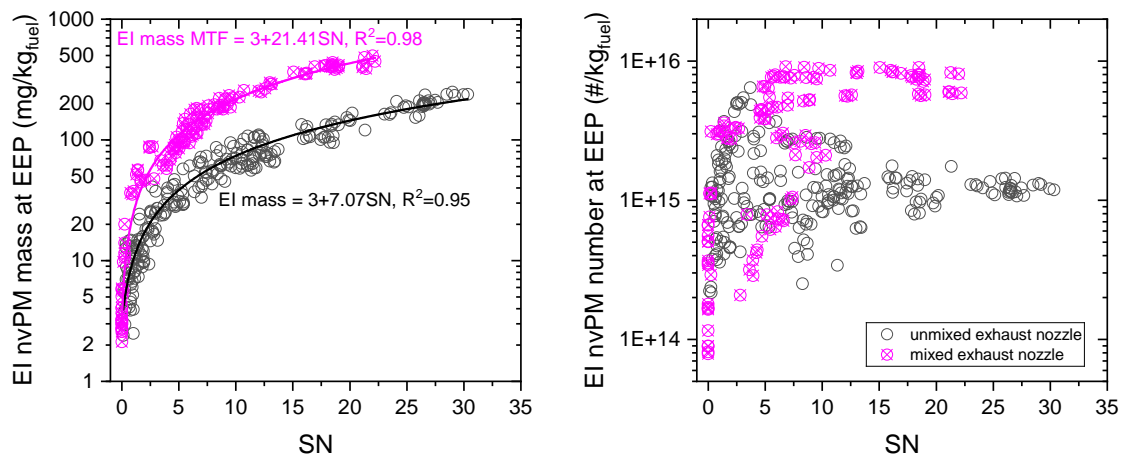 EI nvPM mass at EEP (mg/kg_fuel)
1000
500
200
100
50
20
10
5
2
1
EI mass MTF = 3+21.41SN, R²=0.98
EI mass = 3+7.07SN, R²=0.95
0 5 10 15 20 25 30 35
SN
EI nvPM number at EEP (#/kg_fuel)
1E+16
1E+15
1E+14
unmixed exhaust nozzle
mixed exhaust nozzle
0 5 10 15 20 25 30 35
SN